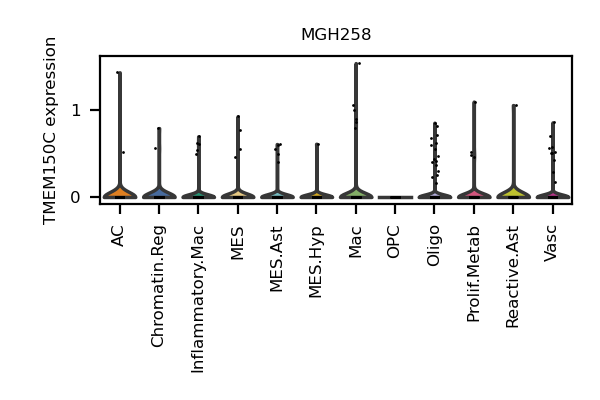 MGH258
TMEM150C expression
1
0
AC
Chromatin.Reg
Inflammatory.Mac
MES
MES.Ast
MES.Hyp
Mac
OPC
Oligo
Prolif.Metab
Reactive.Ast
Vasc